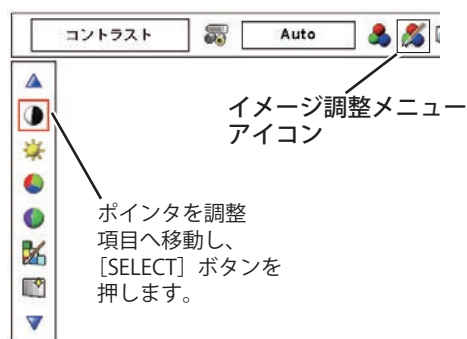 コントラスト
Auto
イメージ調整メニュー
アイコン
ポインタを調整
項目へ移動し、
［SELECT］ボタンを
押します。